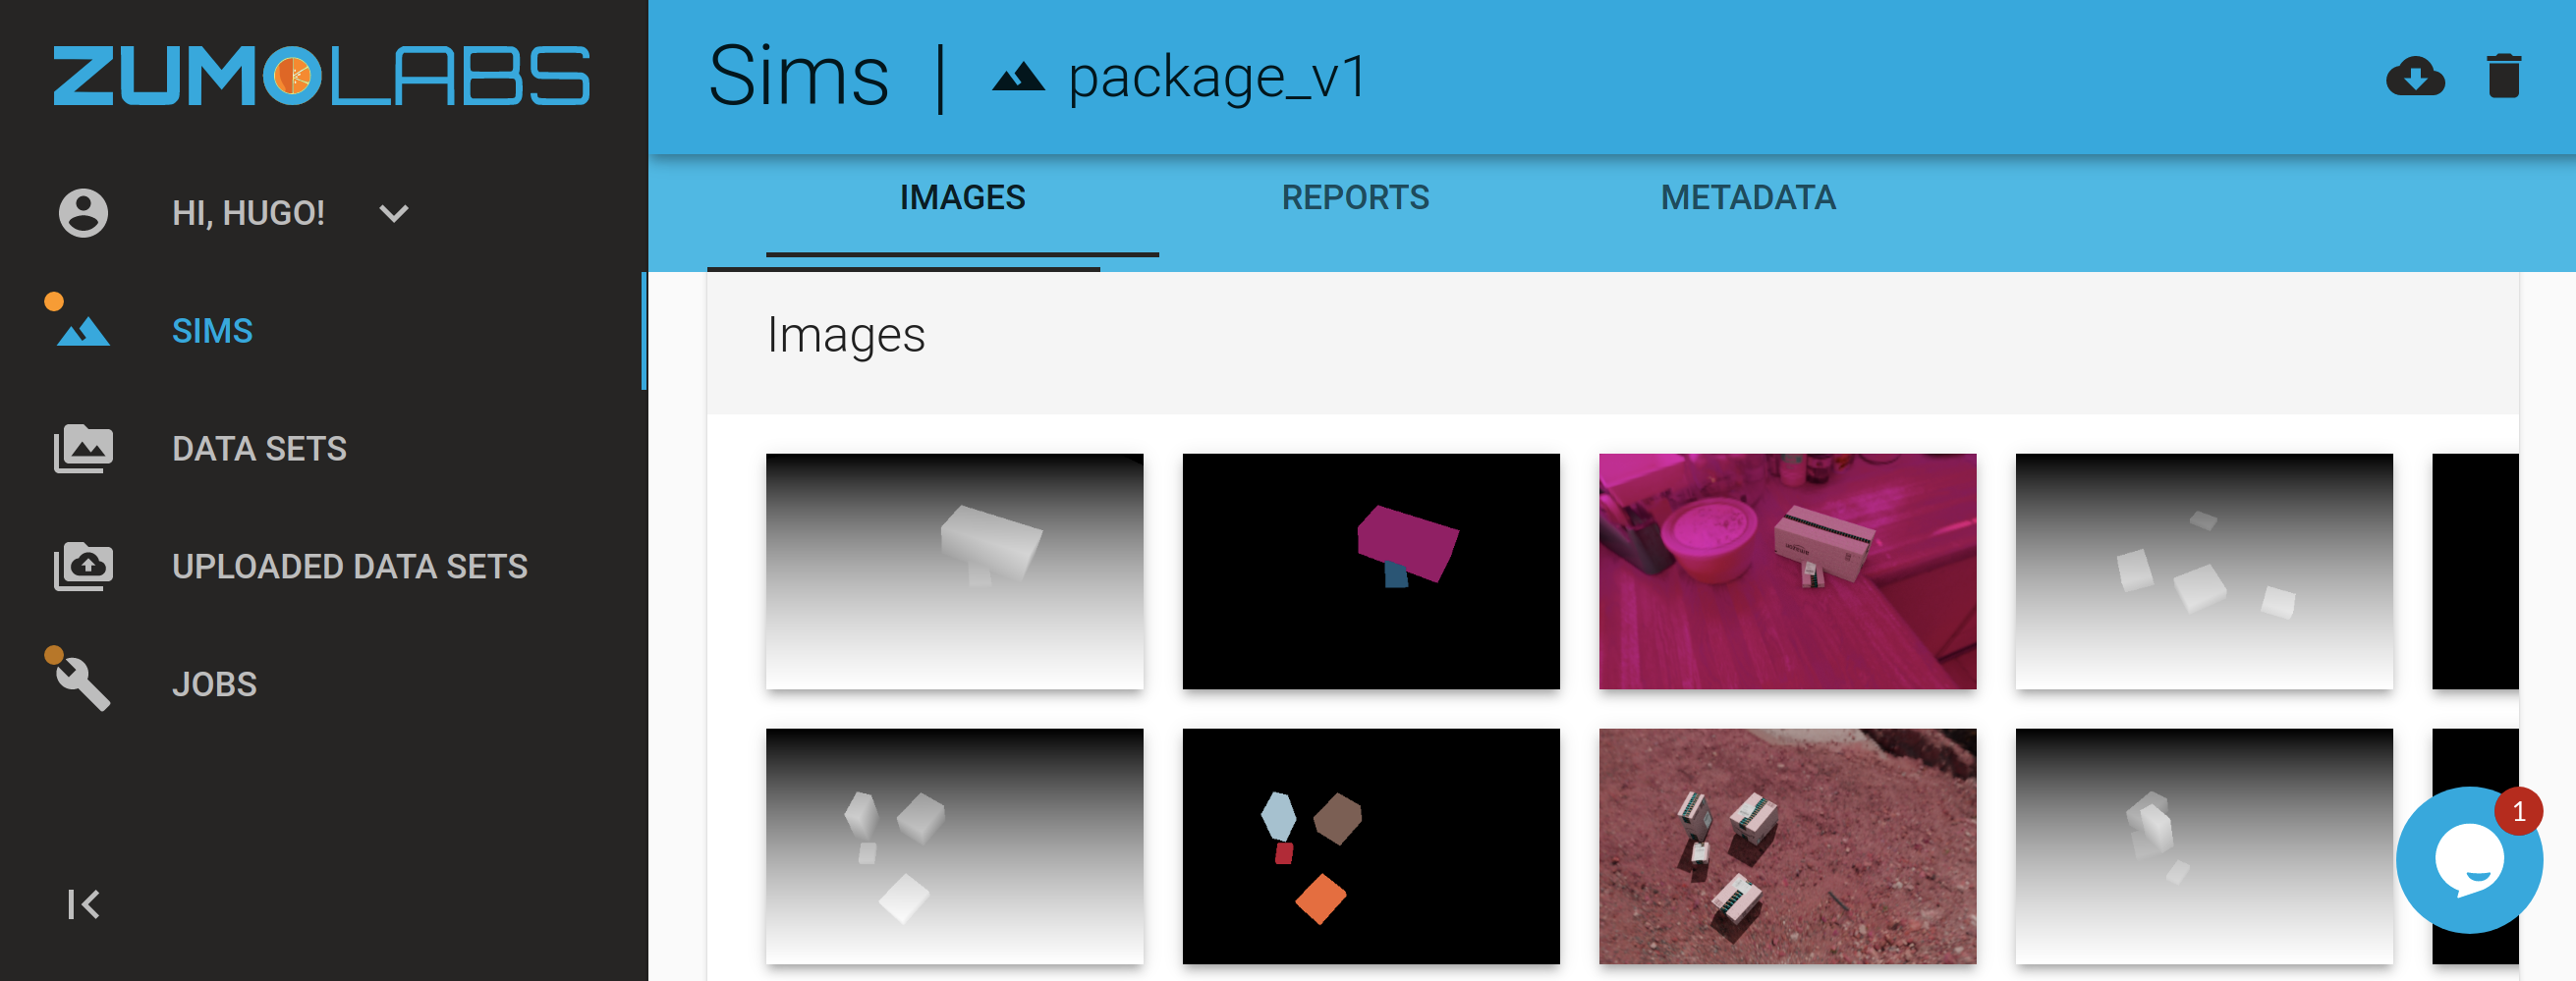 ZUMOLABS
HI, HUGO!
SIMS
DATA SETS
UPLOADED DATA SETS
JOBS
Sims
package_v1
IMAGES
REPORTS
METADATA
Images
1